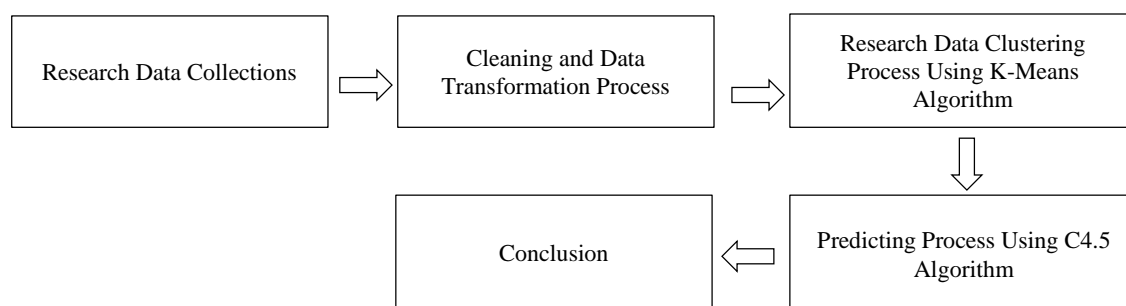 Research Data Collections
Cleaning and Data
Transformation Process
Research Data Clustering
Process Using K-Means
Algorithm
Predicting Process Using C4.5
Algorithm
Conclusion